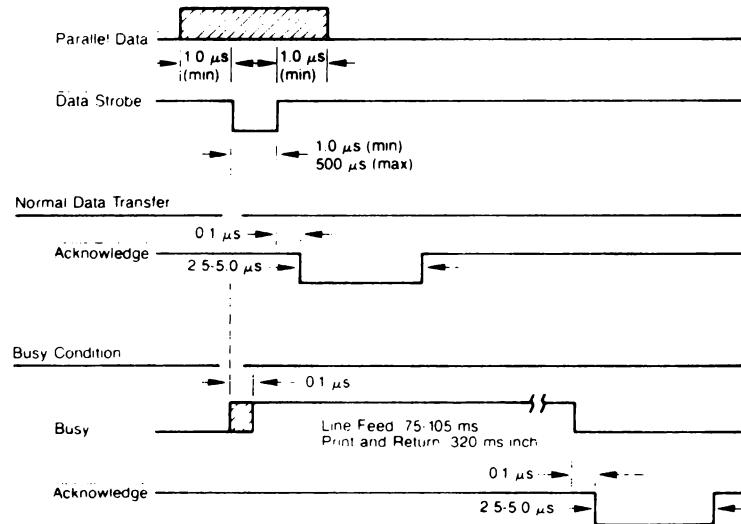 Parallel Data
1.0 μs (min)
1.0 μs (min)
Data Strobe
1.0 μs (min)
500 μs (max)
Normal Data Transfer
0 1 μs
Acknowledge
2 5-5.0 μs
Busy Condition
0 1 μs
Busy
Line Feed 75-105 ms
Print and Return 320 ms inch
0 1 μs
Acknowledge
2 5-5 0 μs